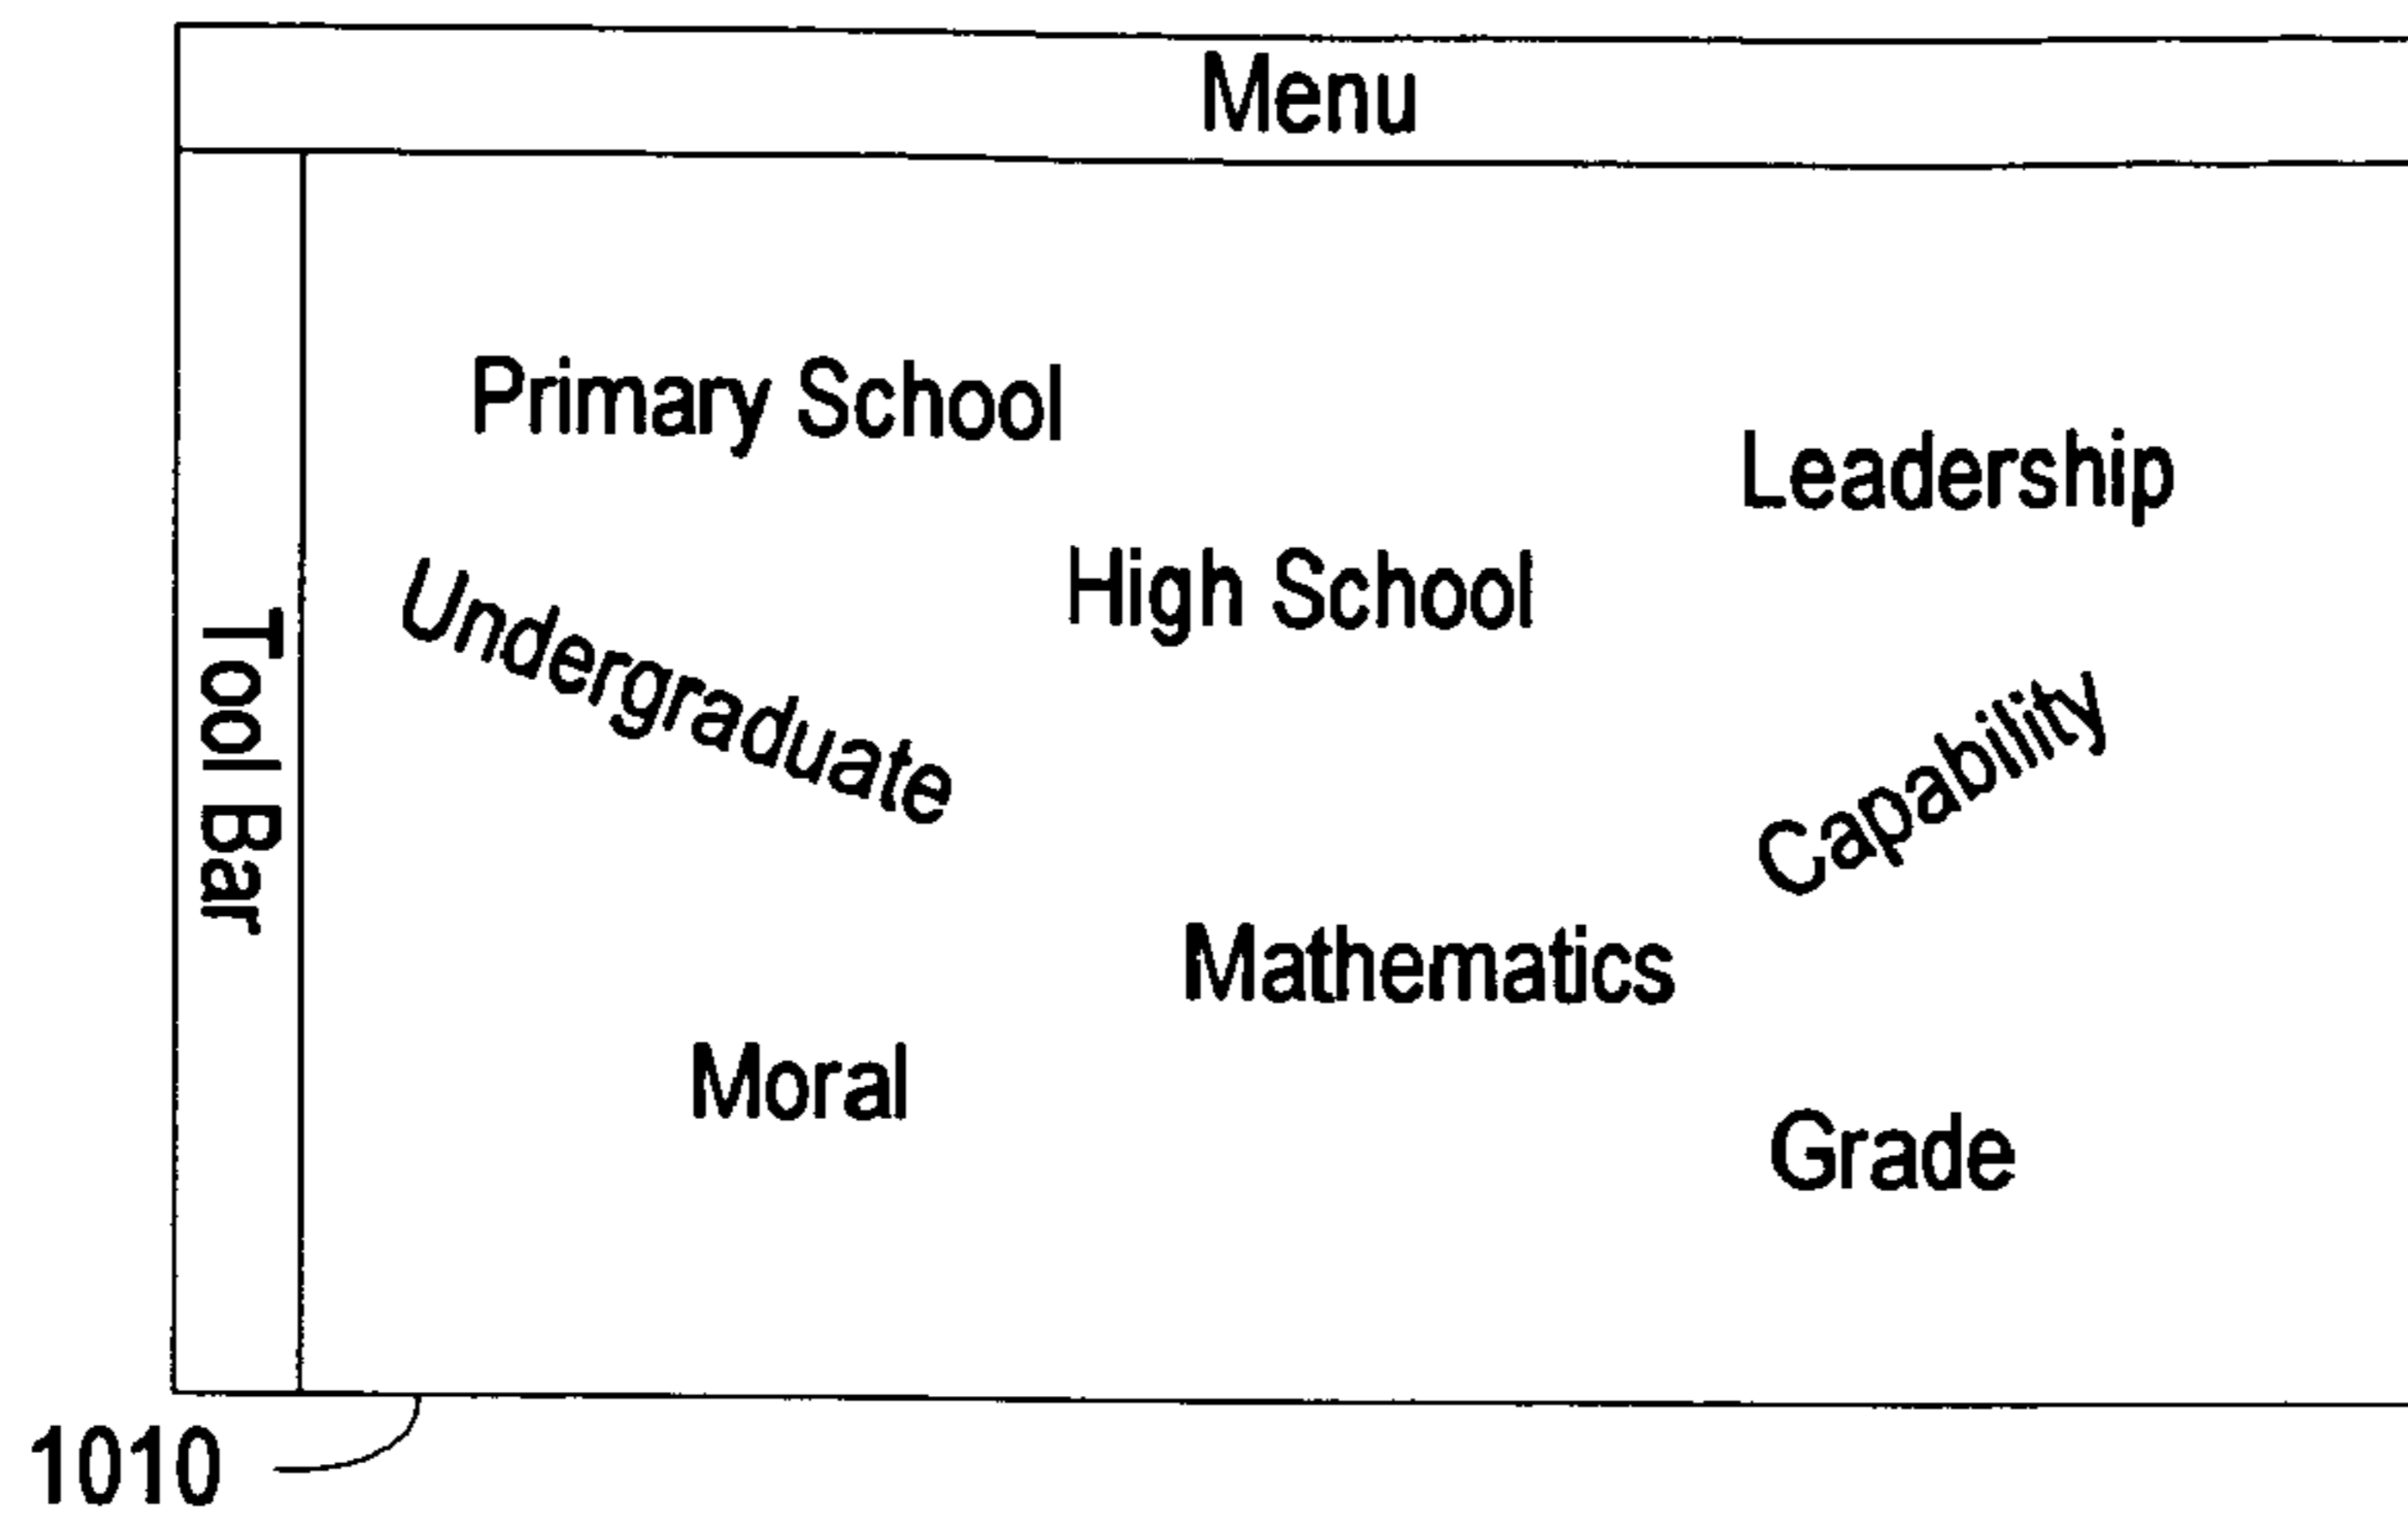 Menu
Tool Bar
Primary School
Leadership
High School
Undergraduate
Capability
Mathematics
Moral
Grade
1010